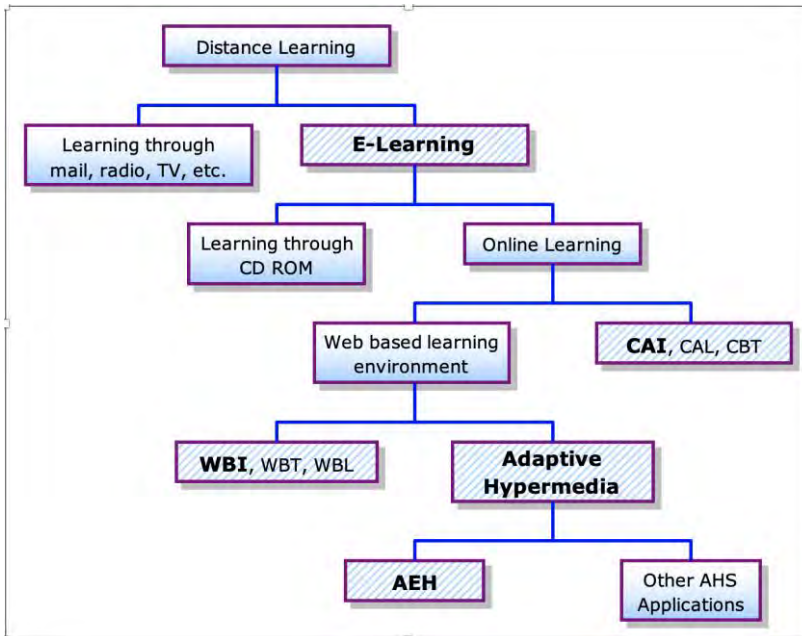 Distance Learning
Learning through
mail, radio, TV, etc.
E-Learning
Learning through
CD ROM
Online Learning
Web based learning
environment
CAI, CAL, CBT
WBI, WBT, WBL
Adaptive
Hypermedia
AEH
Other AHS
Applications